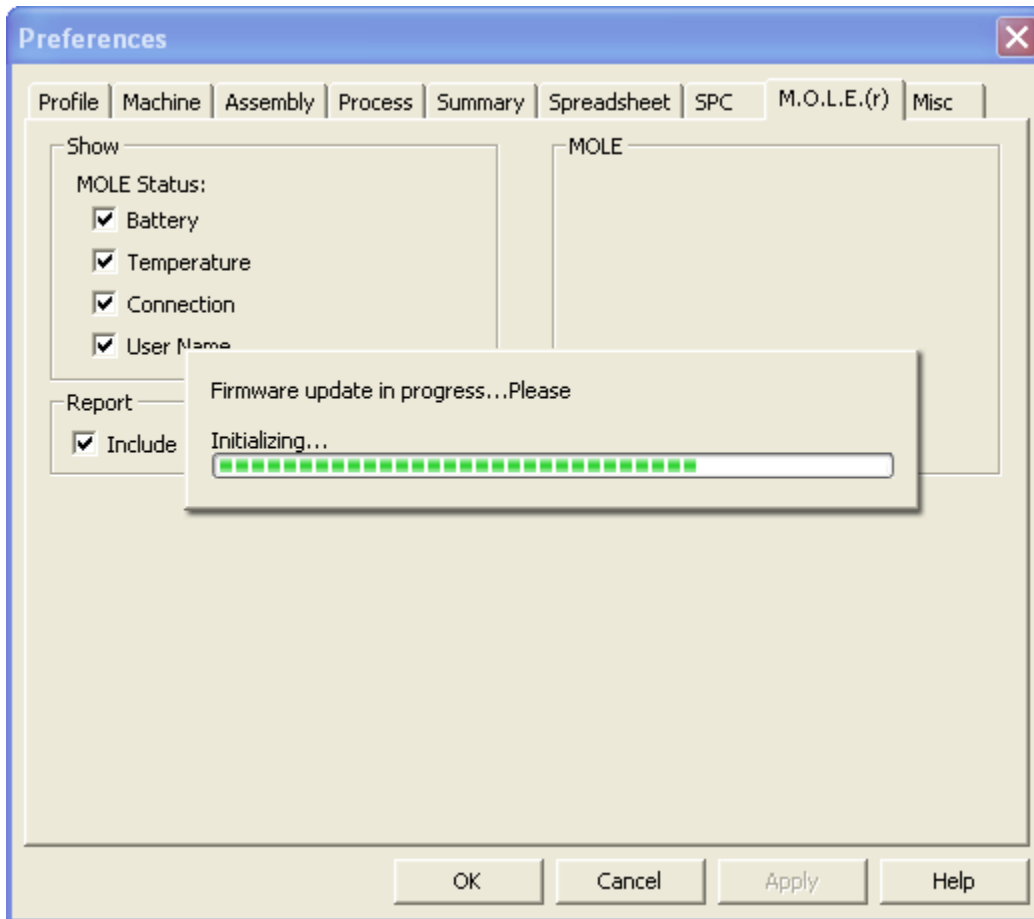 Preferences
Profile Machine Assembly Process Summary Spreadsheet SPC M.O.L.E.(r) Misc
Show
MOLE Status:
Battery
Temperature
Connection
User Name
MOLE
Report
Include
Firmware update in progress...Please
Initializing...
OK Cancel Apply Help